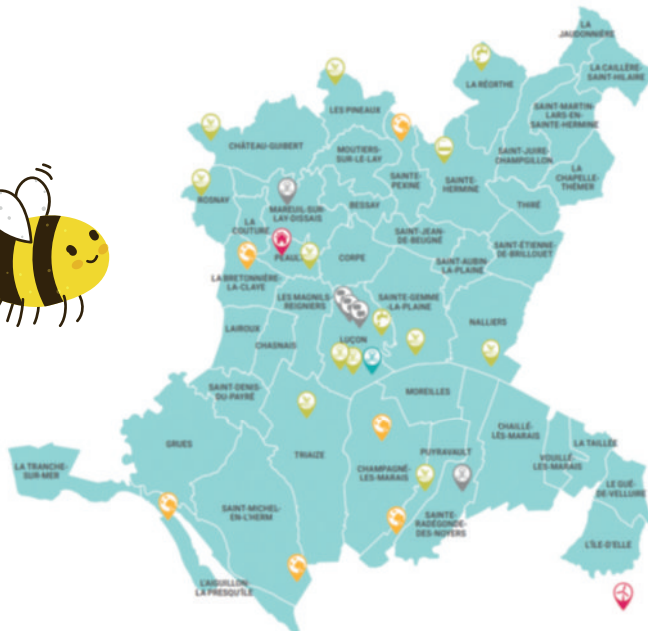 LA
JAUDONNIÈRE
LA CAILLÈRE-
SAINT-HILAIRE
LA RÉORTHE
LES PINEAUX
SAINT-MARTIN-
LARS-EN-
SAINTE-HERMINE
CHÂTEAU-GUIBERT
MOUTIERS-
SUR-LE-LAY
SAINT-JUIRE-
CHAMPGILLON
SAINTE-
PEXINE
SAINTE-
HERMINE
LA
CHAPELLE-
THÉMER
ROSNAY
MAREUIL-SUR-
LAY-DISSAIS
BESSAY
THIRÉ
LA
COUTURE
SAINT-JEAN-
DE-BEUGNÉ
SAINT-ÉTIENNE-
DE-BRILLOUET
PEAUL
CORPE
SAINT-AUBIN-
LA-PLAINE
LA BRETONNIÈRE-
LA-CLAYE
LES MAGNILS-
REIGNIERS
SAINTE-GEMME
-LA-PLAINE
NALLIERS
LAIROUX
CHASNAIS
LUÇON
SAINT-DENIS-
DU-PAYRÉ
MOREILLES
GRUES
TRIAIZE
CHAILLÉ-
LÈS-MARAIS
LA TAILLÉE
PUYRAVAULT
VOUILLÉ-
LES-MARAIS
LA TRANCHE-
SUR-MER
CHAMPAGNÉ-
LES-MARAIS
LE GUÉ-
DE-VELLUIRE
SAINT-MICHEL-
EN-L'HERM
SAINTE-
RADÉGONDE-
DES-NOYERS
L'ÎLE-D'ELLE
L'AIGUILLON-
LA-PRESQU'ÎLE